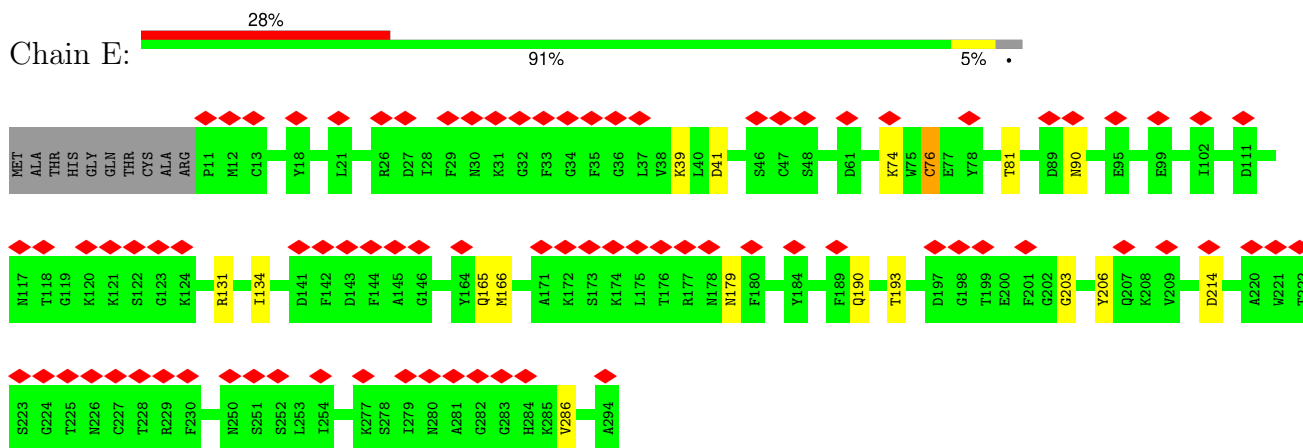 28%
Chain E:
91% 5% •
MET ALA THR HIS GLY GLN THR CYS ALA ARG P11 M12 C13 Y18 L21 R26 D27 I28 F29 N30 K31 G32 F33 G34 F35 G36 L37 V38 K39 L40 D41 S46 C47 S48 D61 K74 W75 C76 E77 Y78 T81 D89 N90 E95 E99 I102 D111
N117 T118 G119 K120 K121 S122 G123 K124 R131 I134 D141 F142 D143 F144 A145 G146 Y164 Q165 M166 A171 K172 S173 K174 L175 T176 R177 N178 N179 F180 Y184 F189 Q190 T193 D197 G198 T199 E200 F201 G202 G203 Y206 Q207 K208 V209 D214 A220 W221 T222
S223 G224 T225 N226 C227 T228 R229 F230 N250 S251 S252 L253 I254 K277 S278 I279 N280 A281 G282 G283 H284 K285 V286 A294